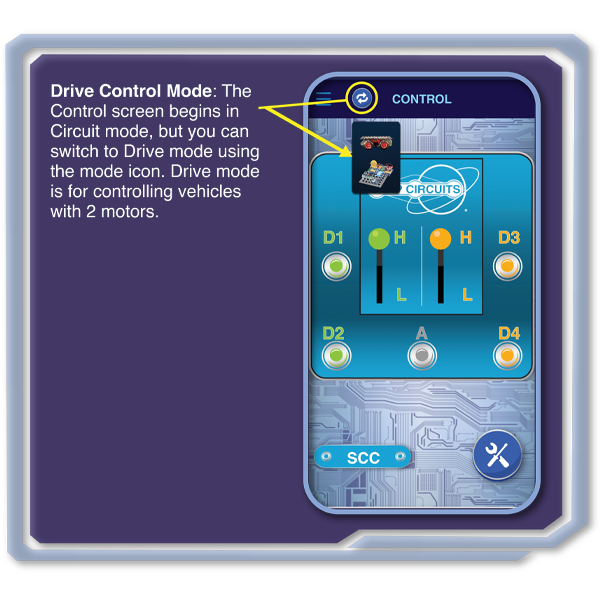 Drive Control Mode: The
Control screen begins in
Circuit mode, but you can
switch to Drive mode using
the mode icon. Drive mode
is for controlling vehicles
with 2 motors.
CONTROL
CIRCUITS
D1 H H D3
L L
D2 A D4
SCC